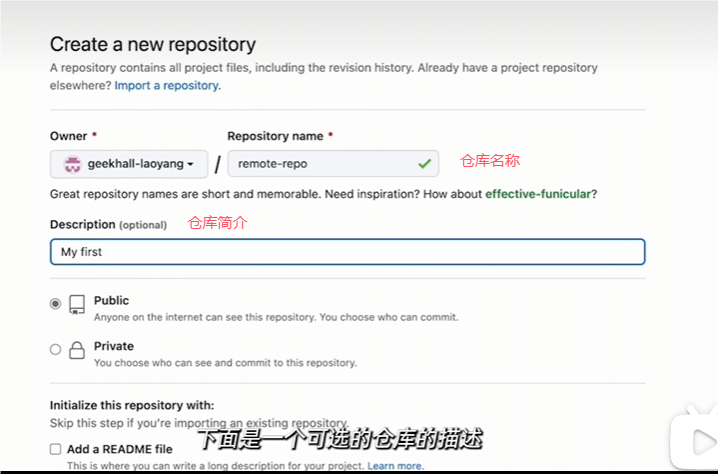 Create a new repository
A repository contains all project files, including the revision history. Already have a project repository
elsewhere? Import a repository.
Owner * Repository name *
geekhall-laoyang / remote-repo 仓库名称
Great repository names are short and memorable. Need inspiration? How about effective-funicular?
Description (optional) 仓库简介
My first
Public
Anyone on the internet can see this repository. You choose who can commit.
Private
You choose who can see and commit to this repository.
Initialize this repository with:
Skip this step if you're importing an existing repository.
下面是一个可选的仓库的描述
Add a README file
This is where you can write a long description for your project. Learn more.